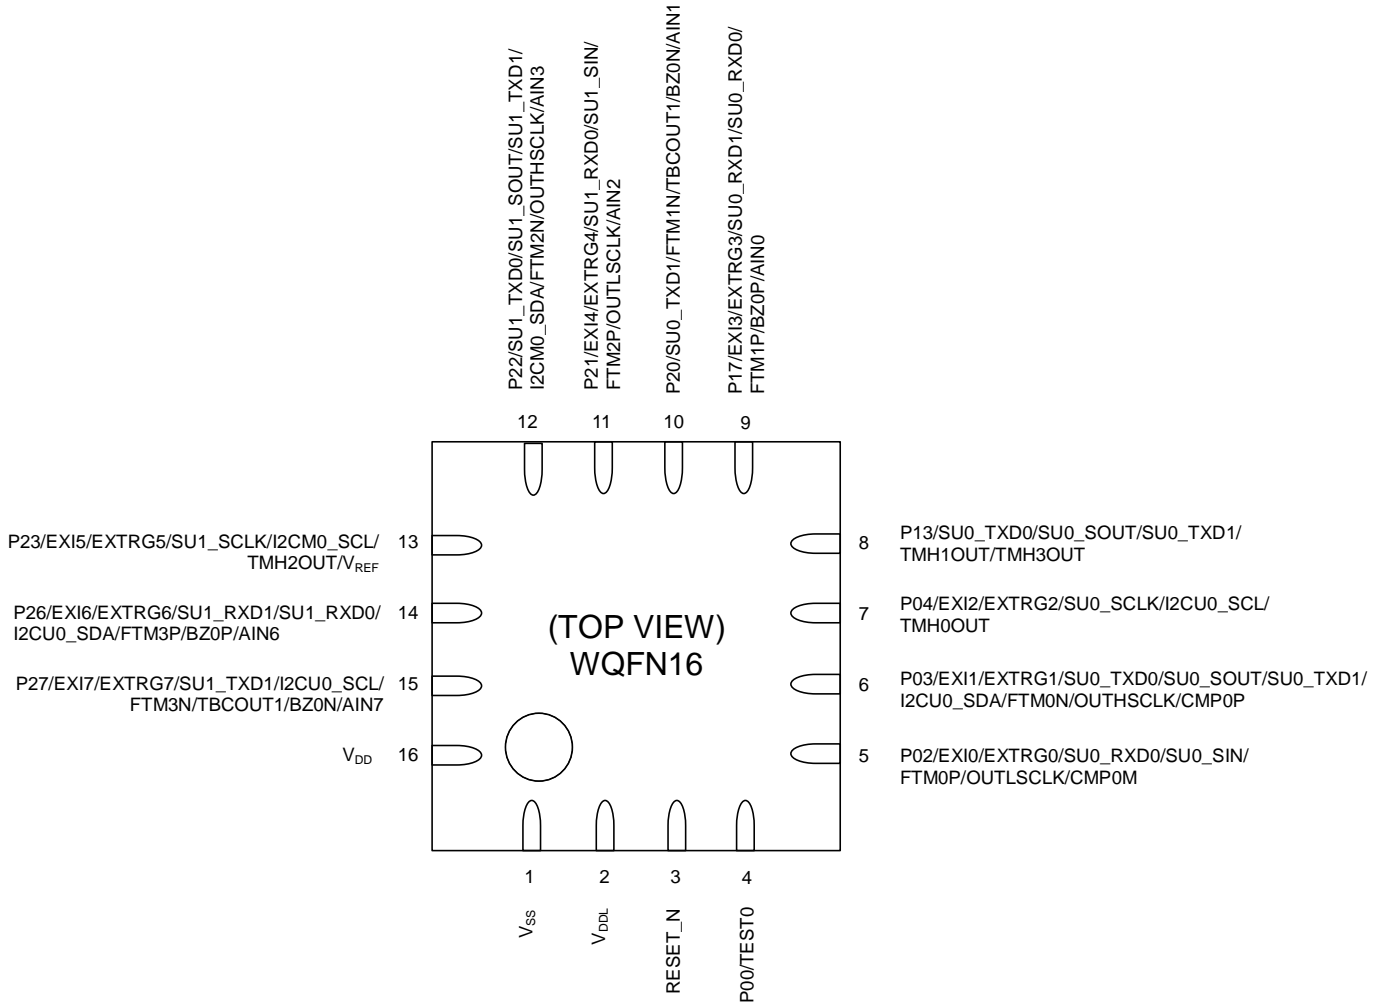 P22/SU1_TXD0/SU1_SOUT/SU1_TXD1/
I2CM0_SDA/FTM2N/OUTHSCLK/AIN3
P21/EXI4/EXTRG4/SU1_RXD0/SU1_SIN/
FTM2P/OUTLSCLK/AIN2
P20/SU0_TXD1/FTM1N/TBCOUT1/BZ0N/AIN1
P17/EXI3/EXTRG3/SU0_RXD1/SU0_RXD0/
FTM1P/BZ0P/AIN0
12
11
10
9
P23/EXI5/EXTRG5/SU1_SCLK/I2CM0_SCL/
TMH2OUT/VREF
13
P26/EXI6/EXTRG6/SU1_RXD1/SU1_RXD0/
I2CU0_SDA/FTM3P/BZ0P/AIN6
14
P27/EXI7/EXTRG7/SU1_TXD1/I2CU0_SCL/
FTM3N/TBCOUT1/BZ0N/AIN7
15
VDD
16
(TOP VIEW)
WQFN16
8
P13/SU0_TXD0/SU0_SOUT/SU0_TXD1/
TMH1OUT/TMH3OUT
7
P04/EXI2/EXTRG2/SU0_SCLK/I2CU0_SCL/
TMH0OUT
6
P03/EXI1/EXTRG1/SU0_TXD0/SU0_SOUT/SU0_TXD1/
I2CU0_SDA/FTM0N/OUTHSCLK/CMP0P
5
P02/EXI0/EXTRG0/SU0_RXD0/SU0_SIN/
FTM0P/OUTLSCLK/CMP0M
1
2
3
4
VSS
VDDL
RESET_N
P00/TEST0